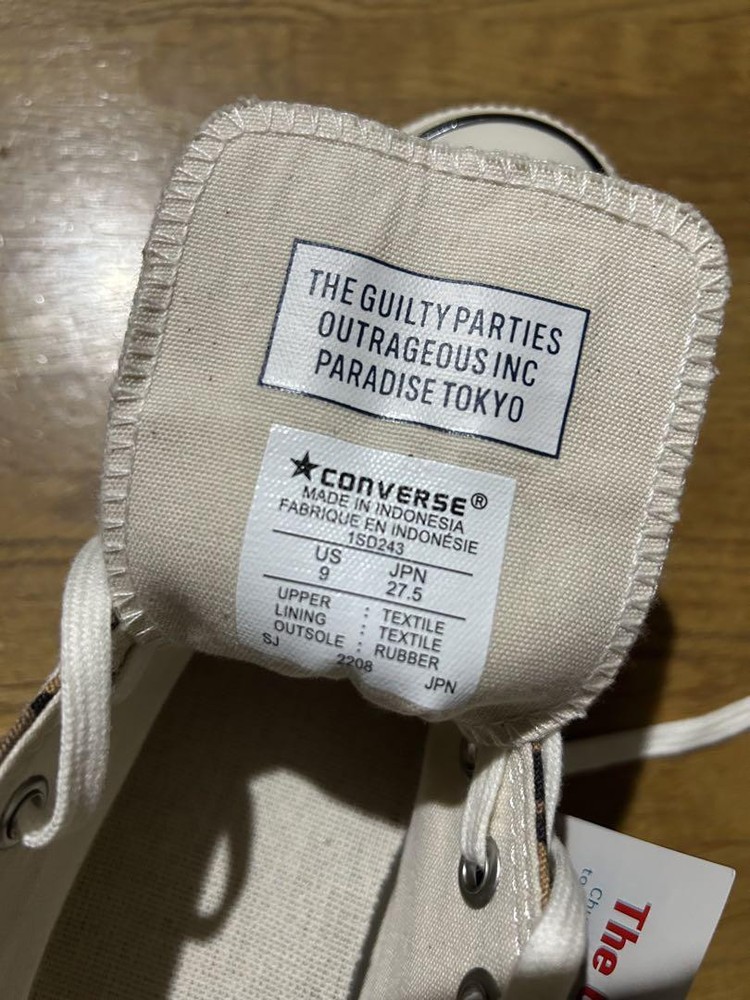 THE GUILTY PARTIES
OUTRAGEOUS INC
PARADISE TOKYO
★CONVERSE®
MADE IN INDONESIA
FABRIQUE EN INDONÉSIE
1SD243
US JPN
9 27.5
UPPER : TEXTILE
LINING : TEXTILE
OUTSOLE : RUBBER
SJ 2208 JPN
The